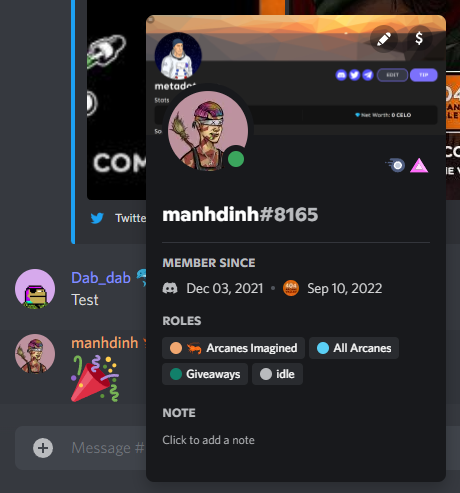 metadot
EDIT
TIP
Stats
Net Worth: 0 CELO
So
COM
404
Twitte
manhdinh#8165
MEMBER SINCE
Dec 03, 2021 • Sep 10, 2022
ROLES
Arcanes Imagined
All Arcanes
Giveaways
idle
NOTE
Click to add a note
Dab_dab
Test
manhdinh
Message #